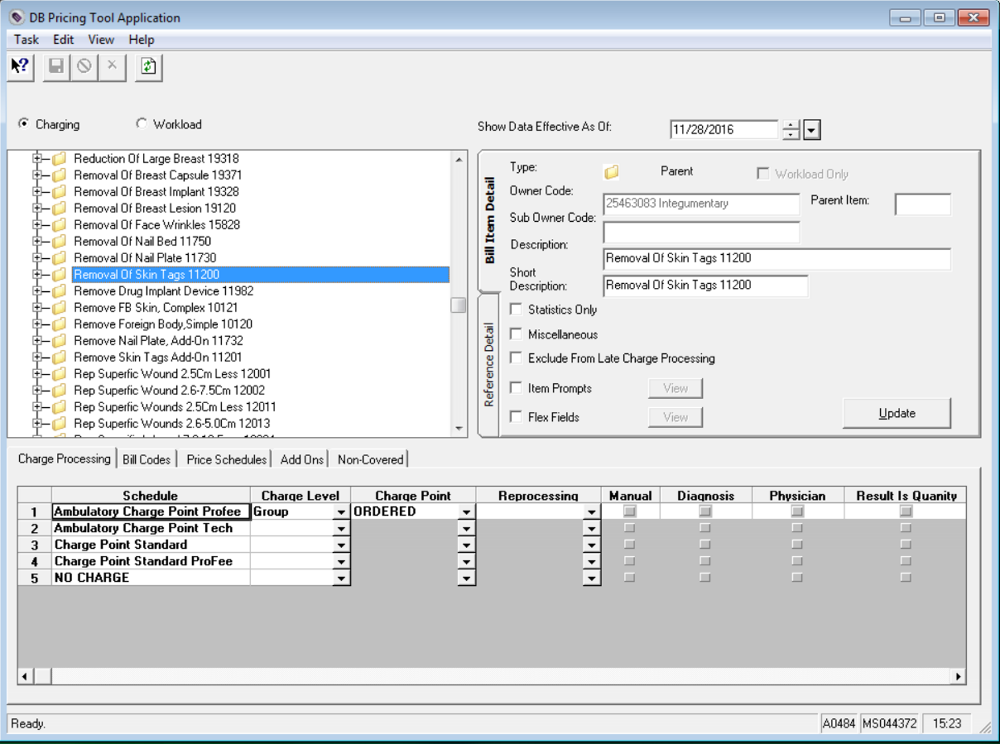 DB Pricing Tool Application
Task Edit View Help
Charging Workload
Show Data Effective As Of: 11/28/2016
Reduction Of Large Breast 19318
Removal Of Breast Capsule 19371
Removal Of Breast Implant 19328
Removal Of Breast Lesion 19120
Removal Of Face Wrinkles 15828
Removal Of Nail Bed 11750
Removal Of Nail Plate 11730
Removal Of Skin Tags 11200
Remove Drug Implant Device 11982
Remove FB Skin, Complex 10121
Remove Foreign Body,Simple 10120
Remove Nail Plate, Add-On 11732
Remove Skin Tags Add-On 11201
Rep Superfic Wound 2.5Cm Less 12001
Rep Superfic Wound 2.6-7.5Cm 12002
Rep Superfic Wounds 2.5Cm Less 12011
Rep Superfic Wounds 2.6-5.0Cm 12013
Bill Item Detail
Reference Detail
Type: Parent Workload Only
Owner Code: 25463083 Integumentary Parent Item:
Sub Owner Code:
Description: Removal Of Skin Tags 11200
Short
Description: Removal Of Skin Tags 11200
Statistics Only
Miscellaneous
Exclude From Late Charge Processing
Item Prompts View
Flex Fields View
Update
Charge Processing Bill Codes Price Schedules Add Ons Non-Covered
Schedule Charge Level Charge Point Reprocessing Manual Diagnosis Physician Result Is Quanity
1 Ambulatory Charge Point Profee Group ORDERED
2 Ambulatory Charge Point Tech
3 Charge Point Standard
4 Charge Point Standard ProFee
5 NO CHARGE
Ready. A0484 MS044372 15:23